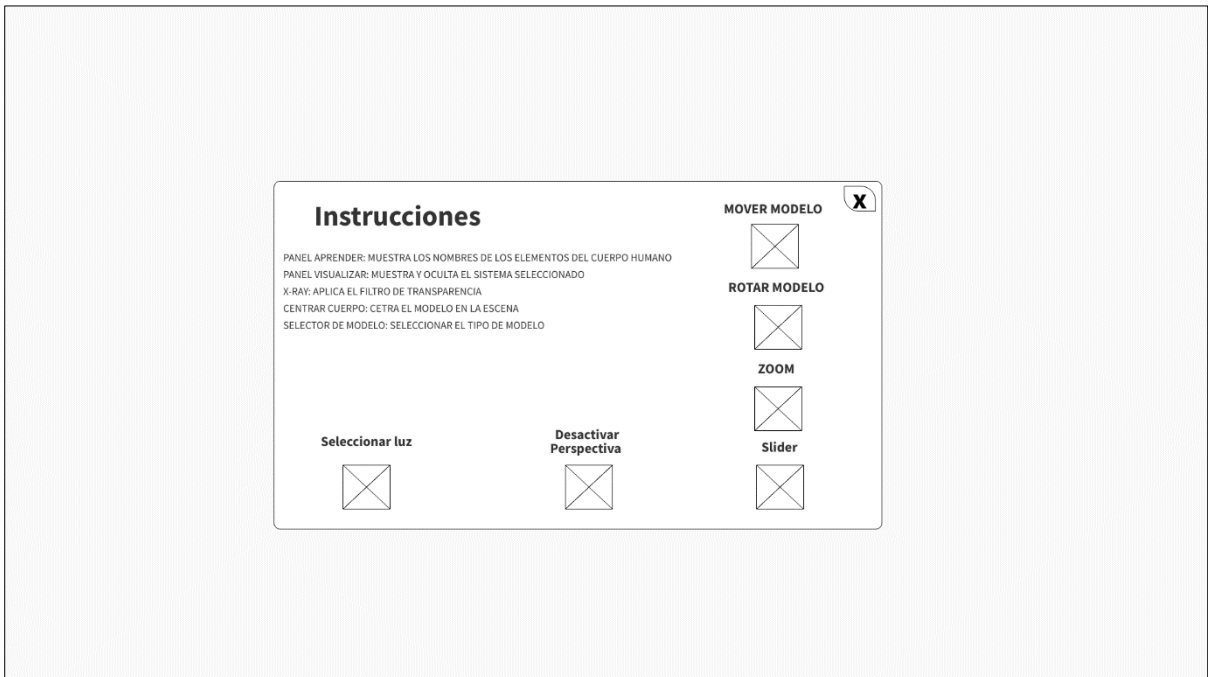 Instrucciones
X
PANEL APRENDER: MUESTRA LOS NOMBRES DE LOS ELEMENTOS DEL CUERPO HUMANO
PANEL VISUALIZAR: MUESTRA Y OCULTA EL SISTEMA SELECCIONADO
X-RAY: APLICA EL FILTRO DE TRANSPARENCIA
CENTRAR CUERPO: CETRA EL MODELO EN LA ESCENA
SELECTOR DE MODELO: SELECCIONAR EL TIPO DE MODELO
MOVER MODELO
ROTAR MODELO
ZOOM
Seleccionar luz
Desactivar
Perspectiva
Slider